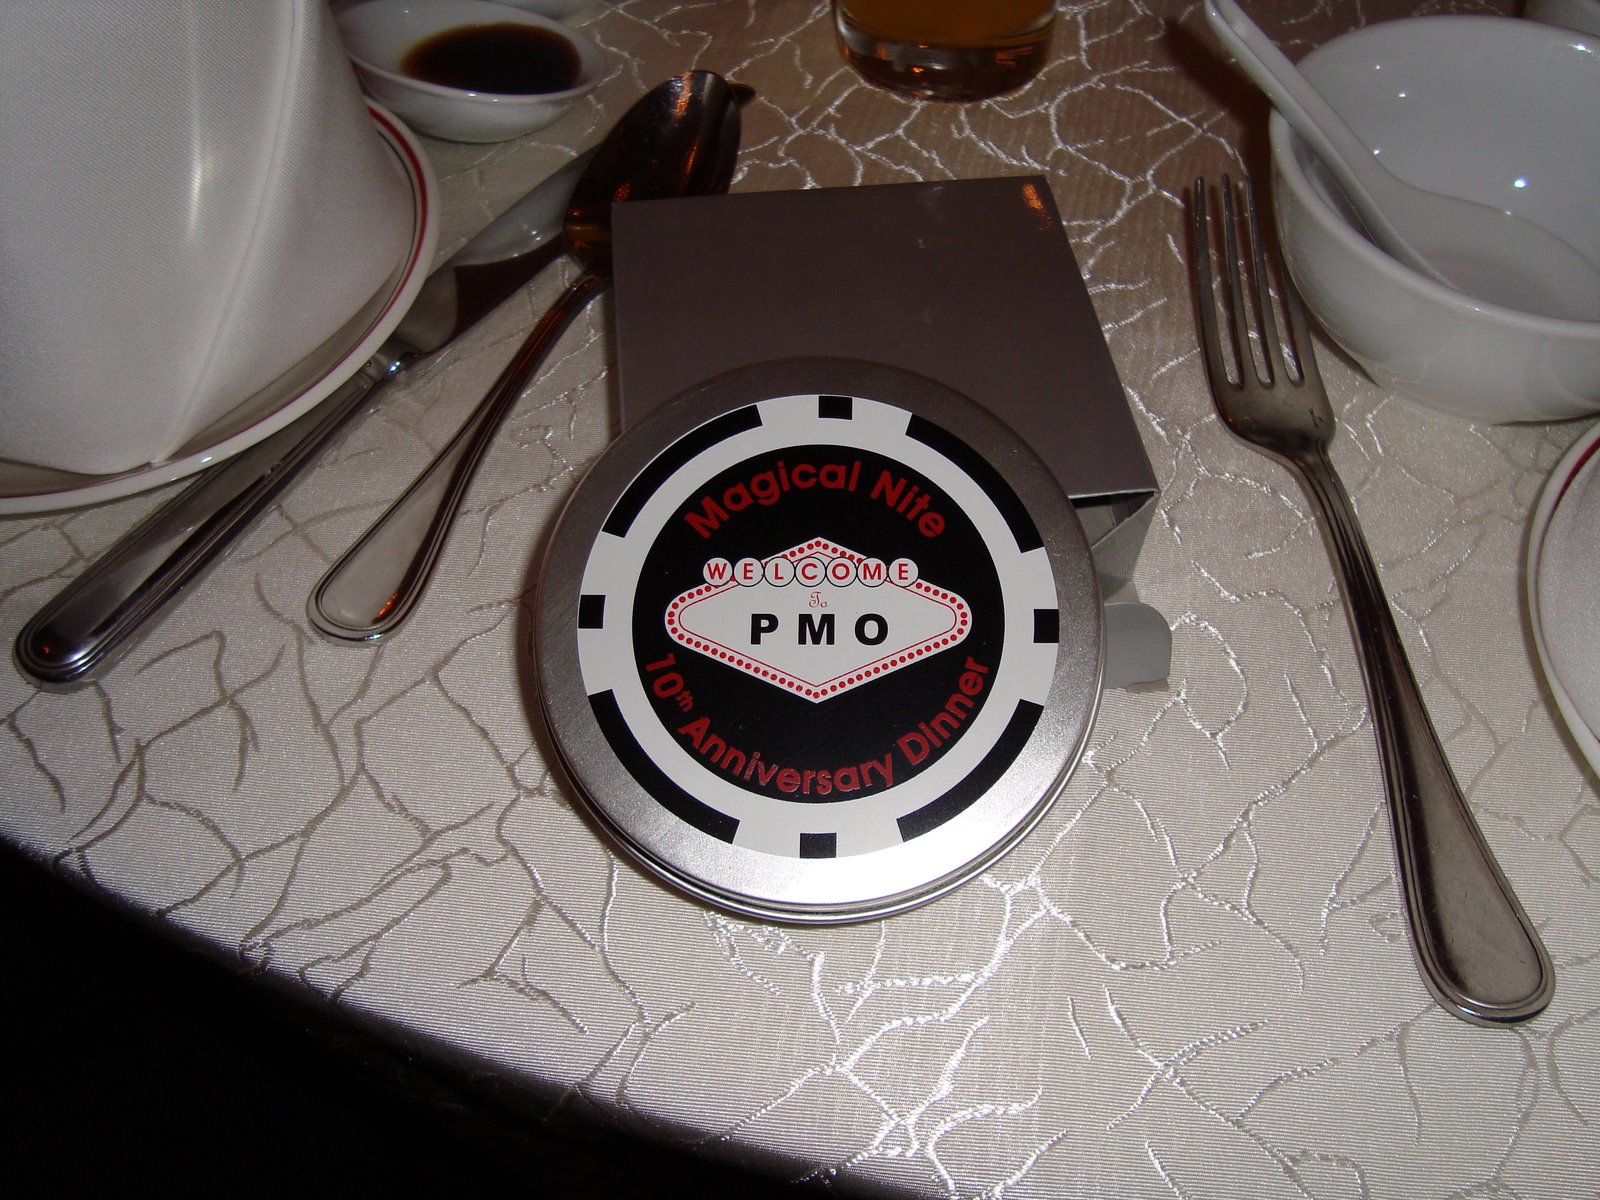 Magical Nite
WELCOME
To
PMO
10th Anniversary Dinner